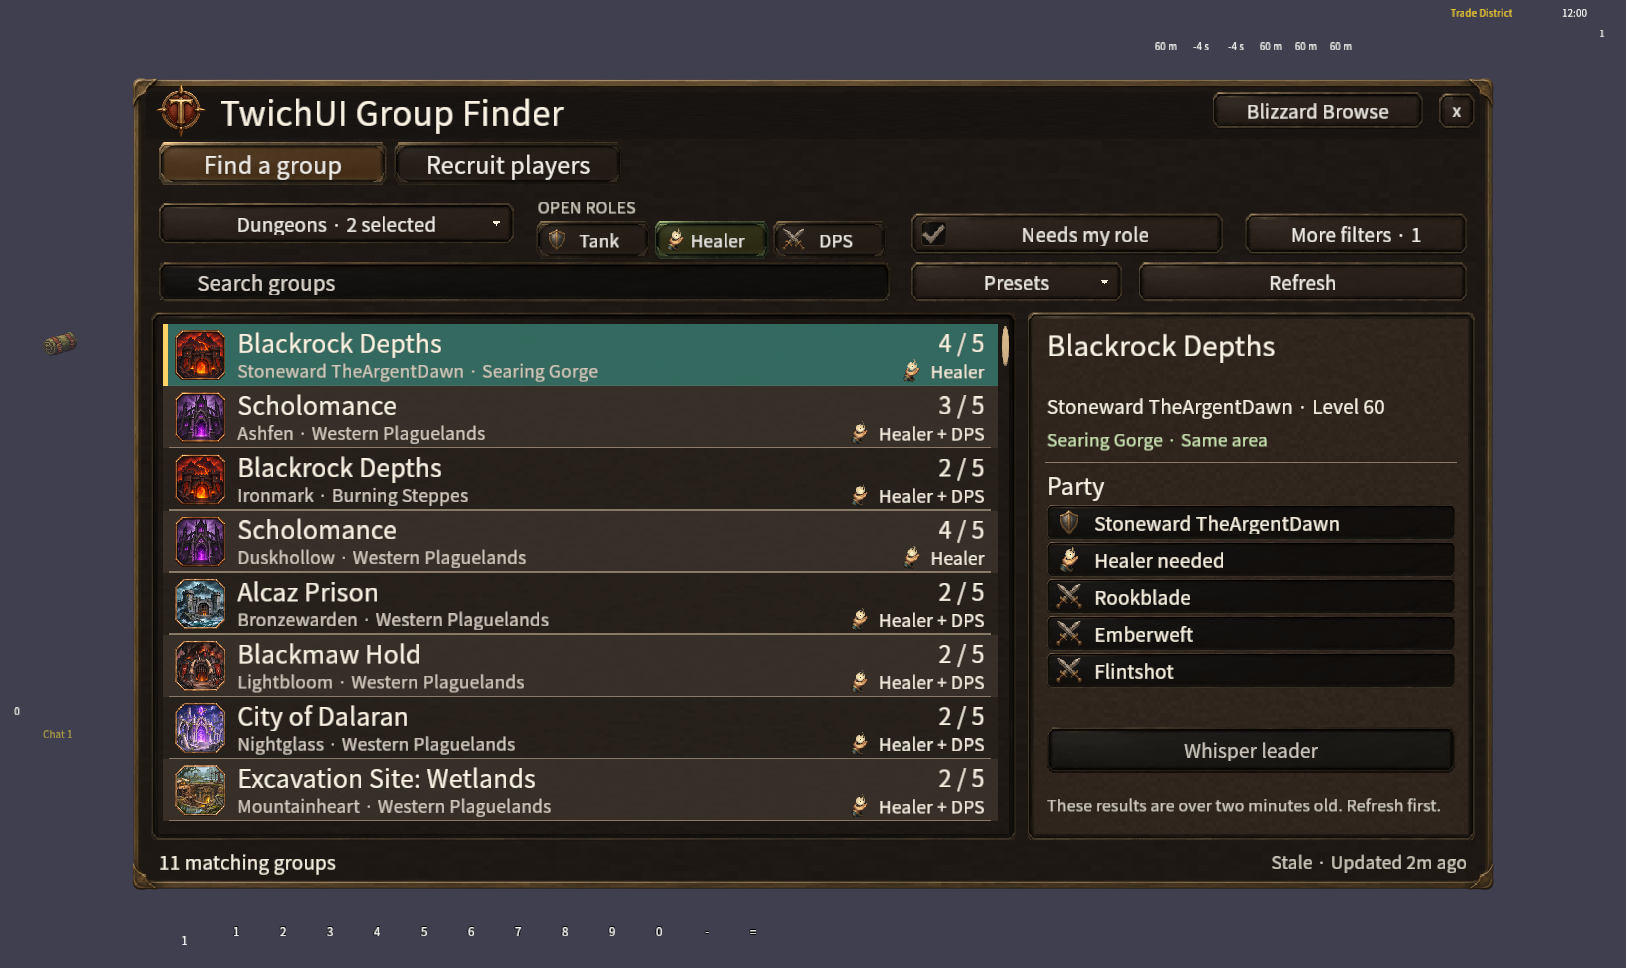 Trade District
12:00
1
60 m -4 s -4 s 60 m 60 m 60 m
TwichUI Group Finder
Blizzard Browse
x
Find a group
Recruit players
Dungeons · 2 selected
OPEN ROLES
Tank
Healer
DPS
Needs my role
More filters · 1
Search groups
Presets
Refresh
Blackrock Depths
4 / 5
Stoneward TheArgentDawn · Searing Gorge
Healer
Scholomance
3 / 5
Ashfen · Western Plaguelands
Healer + DPS
Blackrock Depths
2 / 5
Ironmark · Burning Steppes
Healer + DPS
Scholomance
4 / 5
Duskhollow · Western Plaguelands
Healer
Alcaz Prison
2 / 5
Bronzewarden · Western Plaguelands
Healer + DPS
Blackmaw Hold
2 / 5
Lightbloom · Western Plaguelands
Healer + DPS
City of Dalaran
2 / 5
Nightglass · Western Plaguelands
Healer + DPS
Excavation Site: Wetlands
2 / 5
Mountainheart · Western Plaguelands
Healer + DPS
Blackrock Depths
Stoneward TheArgentDawn · Level 60
Searing Gorge · Same area
Party
Stoneward TheArgentDawn
Healer needed
Rookblade
Emberweft
Flintshot
Whisper leader
These results are over two minutes old. Refresh first.
11 matching groups
Stale · Updated 2m ago
0
Chat 1
1
1 2 3 4 5 6 7 8 9 0 - =